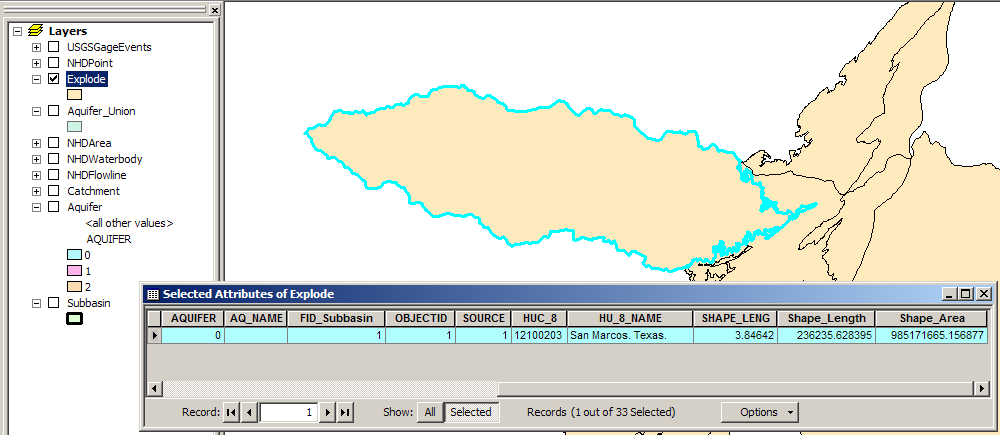 Layers
USGSGageEvents
NHDPoint
Explode
Aquifer_Union
NHDArea
NHDWaterbody
NHDFlowline
Catchment
Aquifer
<all other values>
AQUIFER
0
1
2
Subbasin
Selected Attributes of Explode
AQUIFER AQ_NAME FID_Subbasin OBJECTID SOURCE HUC_8 HU_8_NAME SHAPE_LENG Shape_Length Shape_Area
0 1 1 1 12100203 San Marcos. Texas. 3.84642 236235.628395 985171665.156877
Record: 1 Show: All Selected Records (1 out of 33 Selected) Options